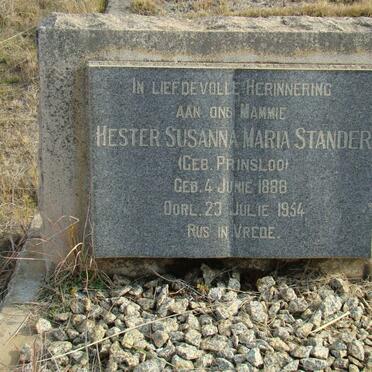 IN LIEFDEVOLLE HERINNERING
AAN ONS MAMMIE
HESTER SUSANNA MARIA STANDER
(GEB. PRINSLOO)
GEB. 4 JUNIE 1888
OORL. 23 JULIE 1954
RUS IN VREDE.